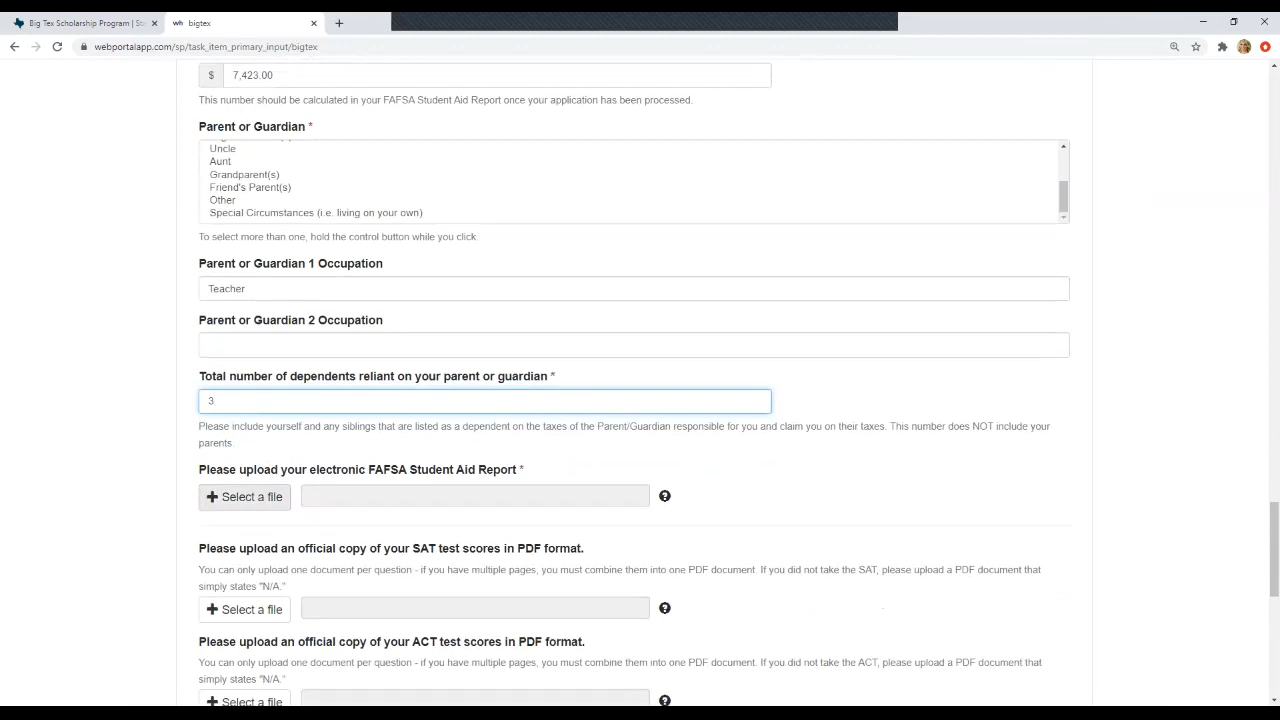 Big Tex Scholarship Program | Sta
wh bigtex
webportalapp.com/sp/task_item_primary_input/bigtex
$ 7,423.00
This number should be calculated in your FAFSA Student Aid Report once your application has been processed.
Parent or Guardian *
Uncle
Aunt
Grandparent(s)
Friend's Parent(s)
Other
Special Circumstances (i.e. living on your own)
To select more than one, hold the control button while you click.
Parent or Guardian 1 Occupation
Teacher
Parent or Guardian 2 Occupation
Total number of dependents reliant on your parent or guardian *
3
Please include yourself and any siblings that are listed as a dependent on the taxes of the Parent/Guardian responsible for you and claim you on their taxes. This number does NOT include your
parents.
Please upload your electronic FAFSA Student Aid Report *
Select a file
Please upload an official copy of your SAT test scores in PDF format.
You can only upload one document per question - if you have multiple pages, you must combine them into one PDF document. If you did not take the SAT, please upload a PDF document that
simply states "N/A."
Select a file
Please upload an official copy of your ACT test scores in PDF format.
You can only upload one document per question - if you have multiple pages, you must combine them into one PDF document. If you did not take the ACT, please upload a PDF document that
simply states "N/A."
Select a file